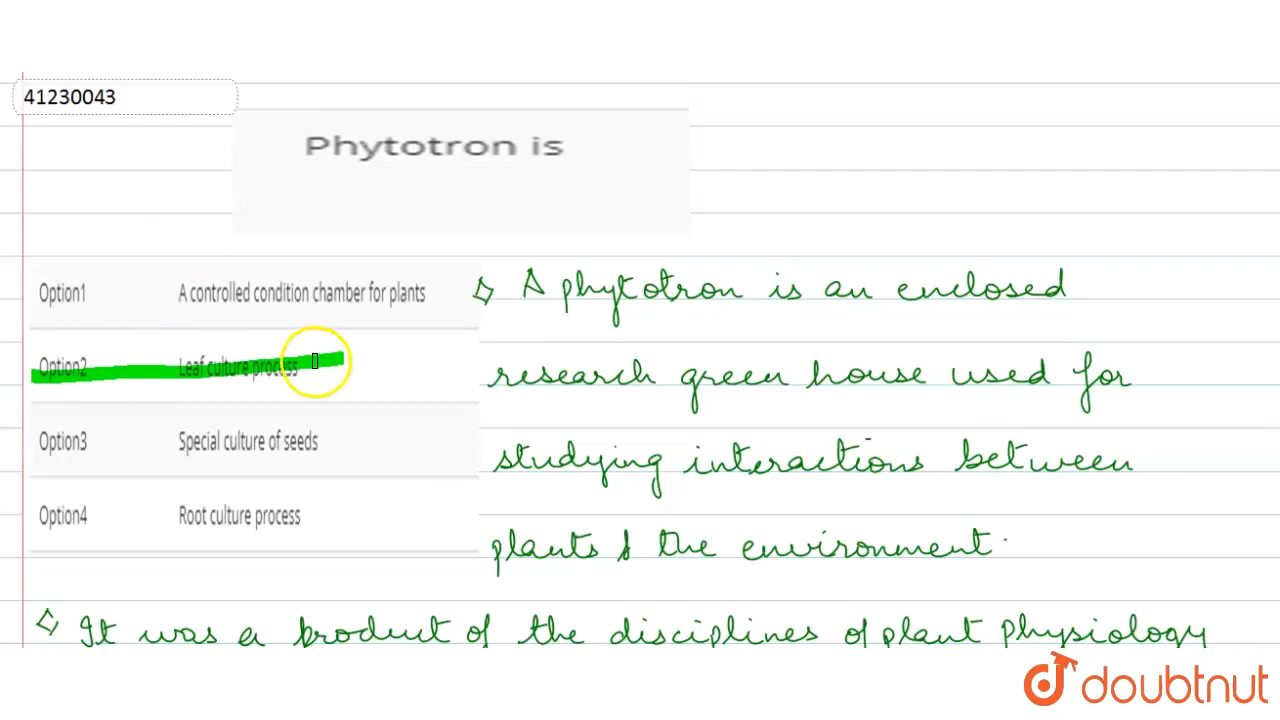 41230043
Phytotron is
Option1 A controlled condition chamber for plants
Option2 Leaf culture process
Option3 Special culture of seeds
Option4 Root culture process
A phytotron is an enclosed
research green house used for
studying interactions between
plants & the environment.
It was a product of the disciplines of plant physiology
doubtnut